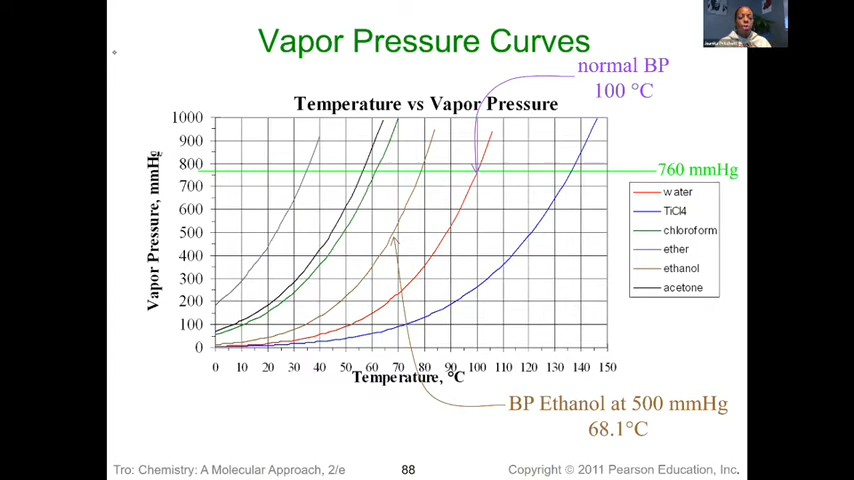 Vapor Pressure Curves
normal BP
100 °C
Temperature vs Vapor Pressure
Vapor Pressure, mmHg
1000
900
800
700
600
500
400
300
200
100
0
760 mmHg
water
TiCl4
chloroform
ether
ethanol
acetone
0 10 20 30 40 50 60 70 80 90 100 110 120 130 140 150
Temperature, °C
BP Ethanol at 500 mmHg
68.1°C
Tro: Chemistry: A Molecular Approach, 2/e
88
Copyright © 2011 Pearson Education, Inc.